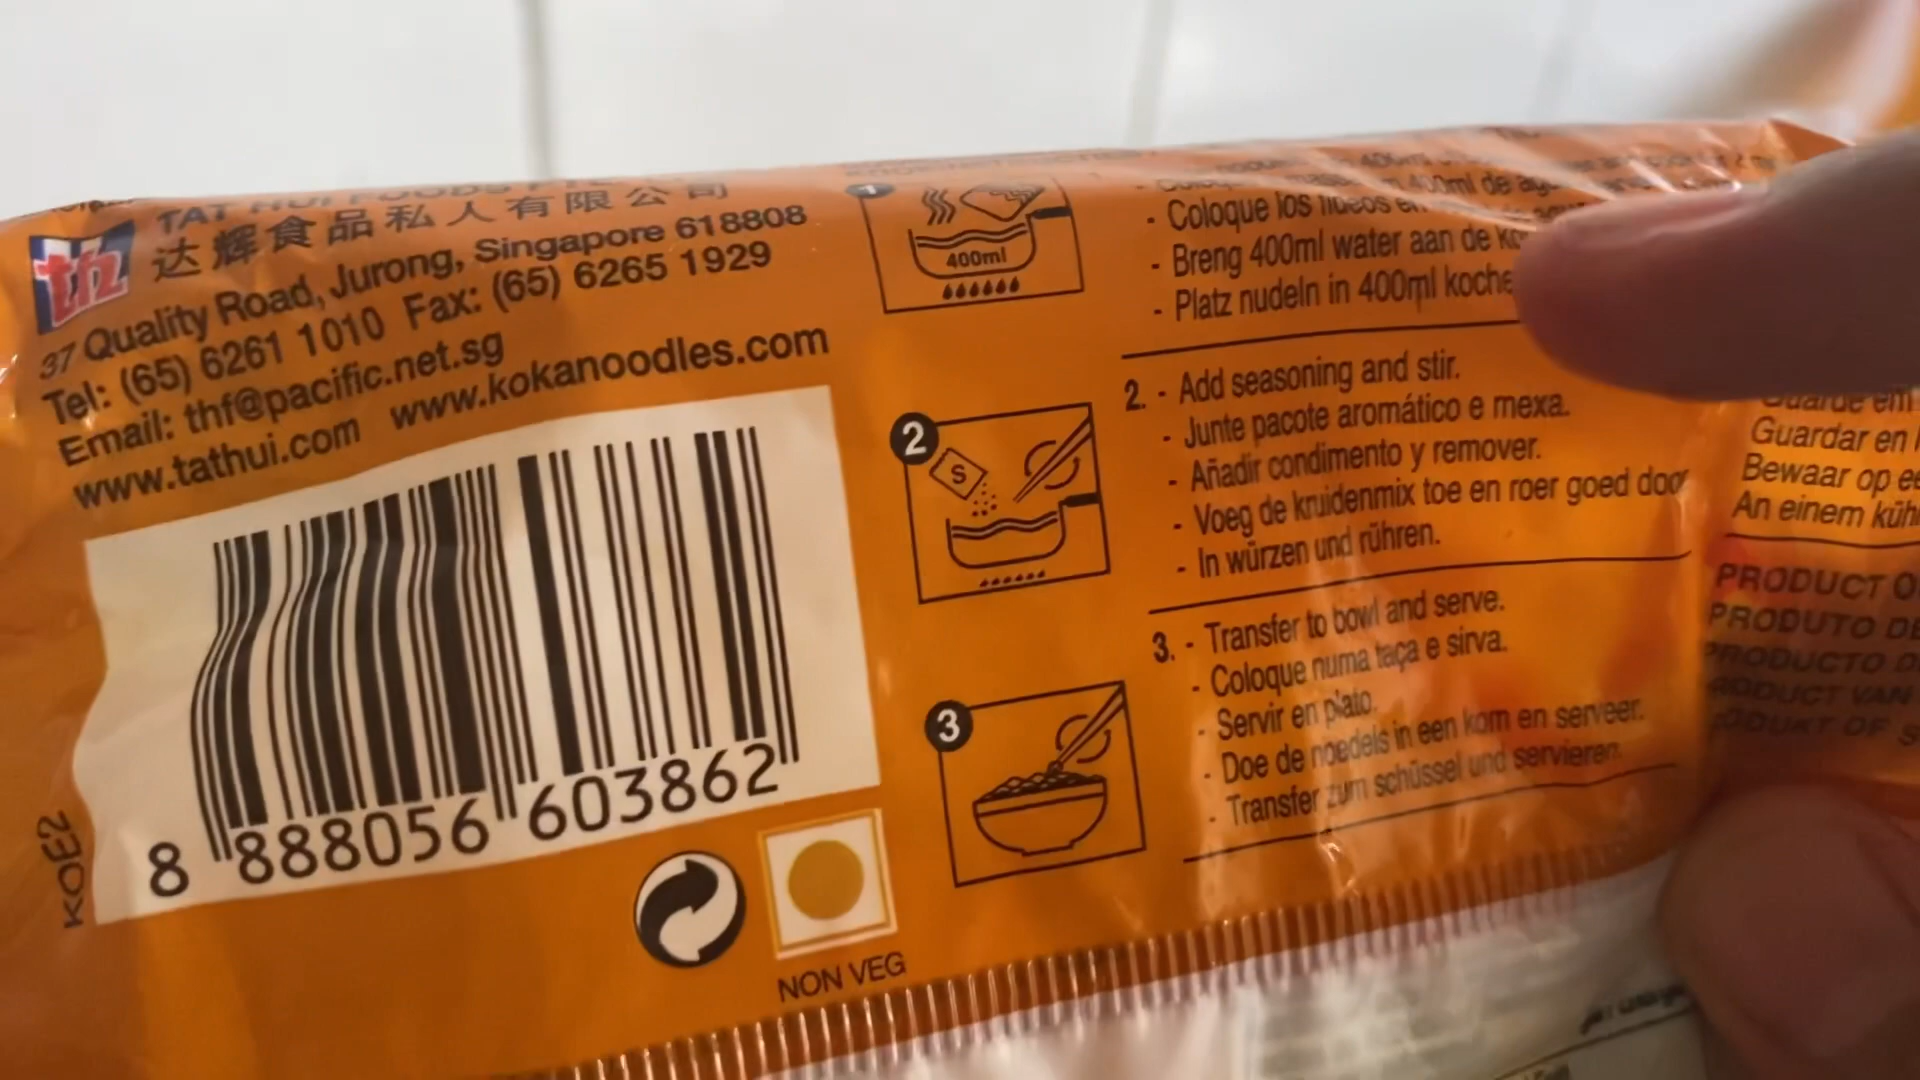 达辉食品私人有限公司
37 Quality Road, Jurong, Singapore 618808
Tel: (65) 6261 1010 Fax: (65) 6265 1929
Email: thf@pacific.net.sg
www.tathui.com www.kokanoodles.com
8 888056 603862
KOE2
NON VEG
1
400ml
2
S
3
- Coloque los
- Breng 400ml water aan de
- Platz nudeln in 400ml
2. - Add seasoning and stir.
- Junte pacote aromático e mexa.
- Añadir condimento y remover.
- Voeg de kruidenmix toe en roer goed door
- In würzen und rühren.
3. - Transfer to bowl and serve.
- Coloque numa taça e sirva.
- Servir en plato.
- Doe de noedels in een kom en serveer.
- Transfer zum schüssel und servieren.
Guardar en
Bewaar op
An einem
PRODUCT
PRODUTO
PRODUCTO